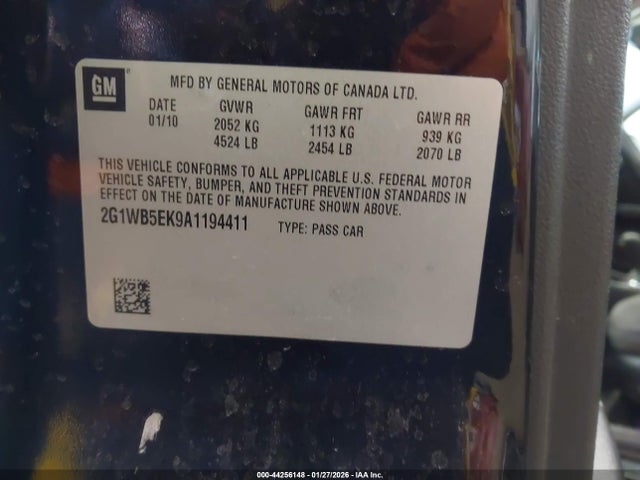 GM
MFD BY GENERAL MOTORS OF CANADA LTD.
DATE GVWR GAWR FRT GAWR RR
01/10 2052 KG 1113 KG 939 KG
4524 LB 2454 LB 2070 LB
THIS VEHICLE CONFORMS TO ALL APPLICABLE U.S. FEDERAL MOTOR
VEHICLE SAFETY, BUMPER, AND THEFT PREVENTION STANDARDS IN
EFFECT ON THE DATE OF MANUFACTURE SHOWN ABOVE.
2G1WB5EK9A1194411 TYPE: PASS CAR
000-44256148 - 01/27/2026 - IAA Inc.